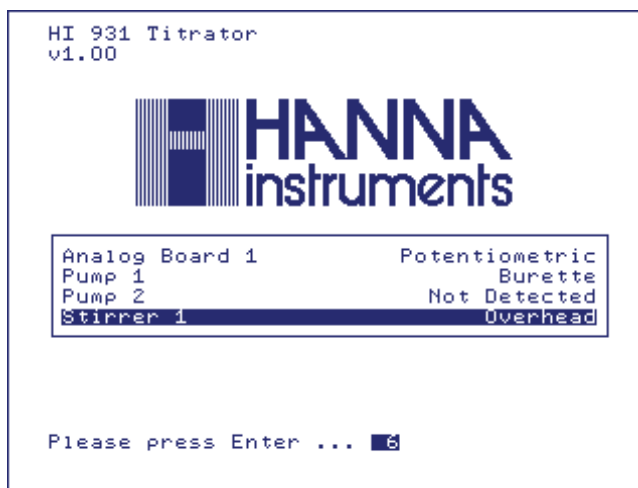 HI 931 Titrator
v1.00
HANNA
instruments
Analog Board 1 Potentiometric
Pump 1 Burette
Pump 2 Not Detected
Stirrer 1 Overhead
Please press Enter ... 6